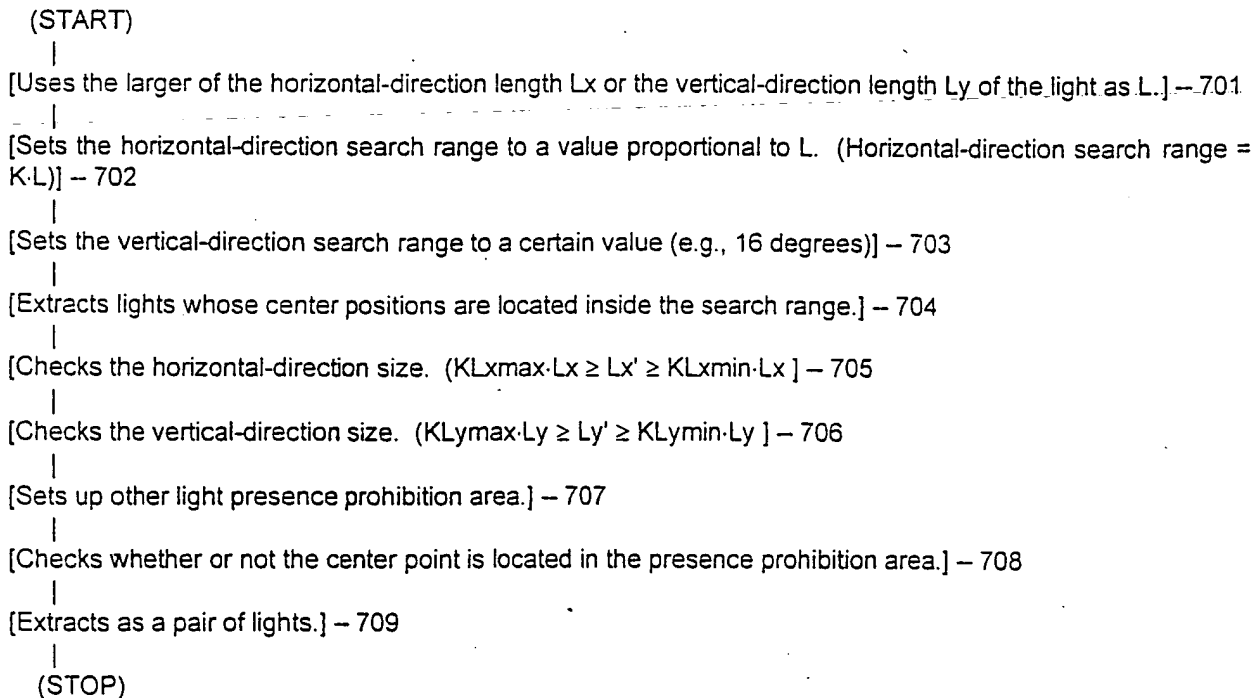 (START)
[Uses the larger of the horizontal-direction length Lx or the vertical-direction length Ly of the light as L.] – 701
[Sets the horizontal-direction search range to a value proportional to L. (Horizontal-direction search range =
K·L)] – 702
[Sets the vertical-direction search range to a certain value (e.g., 16 degrees)] – 703
[Extracts lights whose center positions are located inside the search range.] – 704
[Checks the horizontal-direction size. (KLxmax·Lx ≥ Lx' ≥ KLxmin·Lx ] – 705
[Checks the vertical-direction size. (KLymax·Ly ≥ Ly' ≥ KLymin·Ly ] – 706
[Sets up other light presence prohibition area.] – 707
[Checks whether or not the center point is located in the presence prohibition area.] – 708
[Extracts as a pair of lights.] – 709
(STOP)